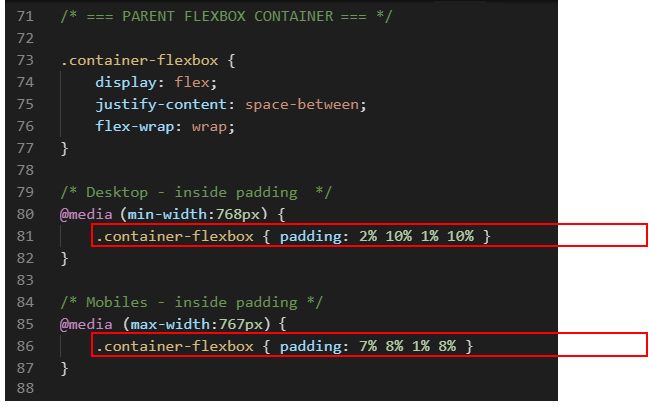 71 /* === PARENT FLEXBOX CONTAINER === */
72
73 .container-flexbox {
74 display: flex;
75 justify-content: space-between;
76 flex-wrap: wrap;
77 }
78
79 /* Desktop - inside padding  */
80 @media (min-width:768px) {
81 .container-flexbox { padding: 2% 10% 1% 10% }
82 }
83
84 /* Mobiles - inside padding */
85 @media (max-width:767px) {
86 .container-flexbox { padding: 7% 8% 1% 8% }
87 }
88